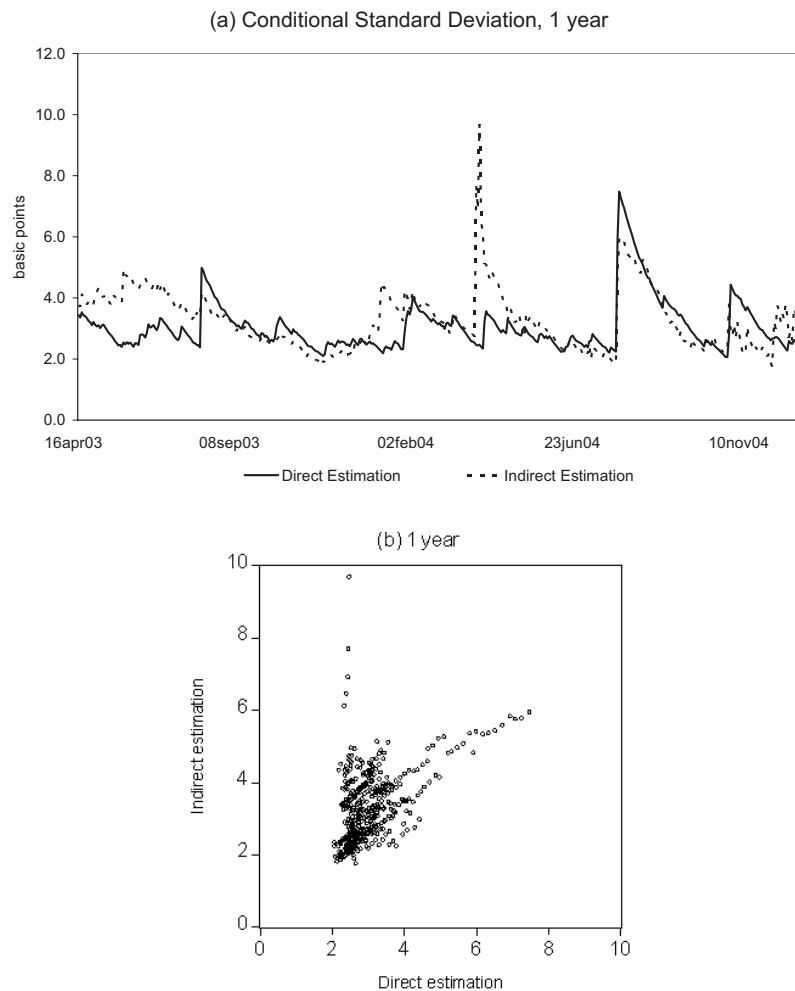 (a) Conditional Standard Deviation, 1 year
12.0
10.0
8.0
6.0
4.0
2.0
0.0
basic points
16apr03 08sep03 02feb04 23jun04 10nov04
Direct Estimation Indirect Estimation
(b) 1 year
10
8
6
4
2
0
Indirect estimation
0 2 4 6 8 10
Direct estimation